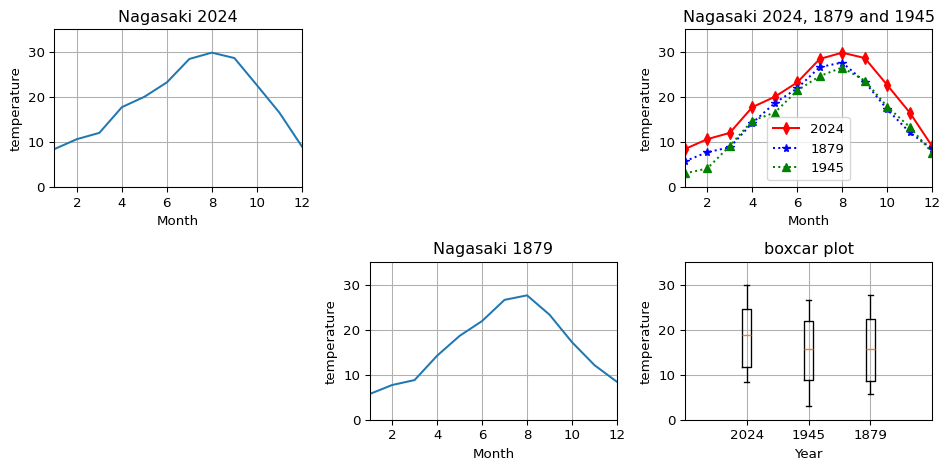 Nagasaki 2024
temperature
30
20
10
0
2 4 6 8 10 12
Month
Nagasaki 2024, 1879 and 1945
temperature
30
20
10
0
2024
1879
1945
2 4 6 8 10 12
Month
Nagasaki 1879
temperature
30
20
10
0
2 4 6 8 10 12
Month
boxcar plot
temperature
30
20
10
0
2024 1945 1879
Year